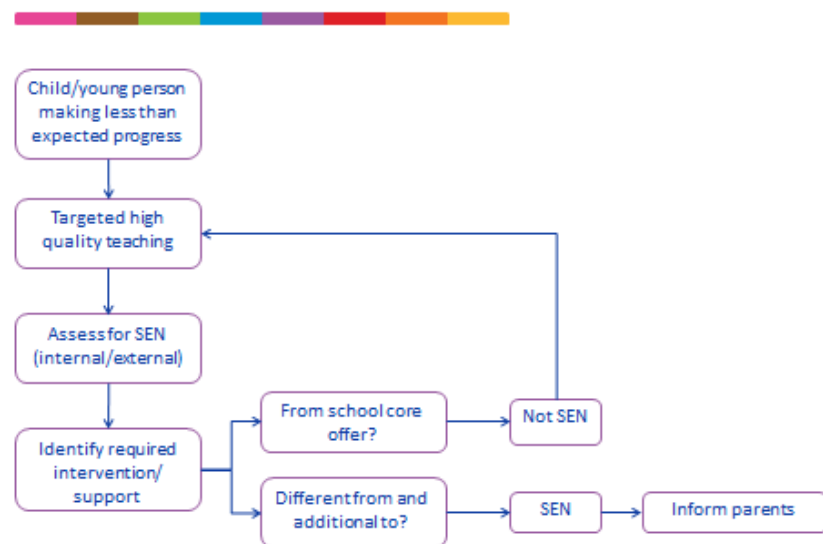 Child/young person
making less than
expected progress
Targeted high
quality teaching
Assess for SEN
(internal/external)
Identify required
intervention/
support
From school core
offer?
Not SEN
Different from and
additional to?
SEN
Inform parents